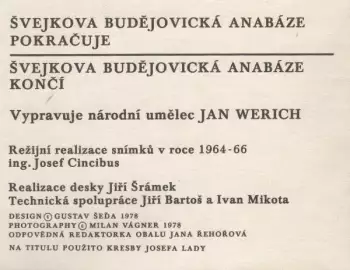 ŠVEJKOVA BUDĚJOVICKÁ ANABÁZE
POKRAČUJE
ŠVEJKOVA BUDĚJOVICKÁ ANABÁZE
KONČÍ
Vypravuje národní umělec JAN WERICH
Režijní realizace snímků v roce 1964-66
ing. Josef Cincibus
Realizace desky Jiří Šrámek
Technická spolupráce Jiří Bartoš a Ivan Mikota
DESIGN © GUSTAV ŠEĎA 1978
PHOTOGRAPHY © MILAN VÁGNER 1978
ODPOVĚDNÁ REDAKTORKA OBALU JANA ŘEHOŘOVÁ
NA TITULU POUŽITO KRESBY JOSEFA LADY